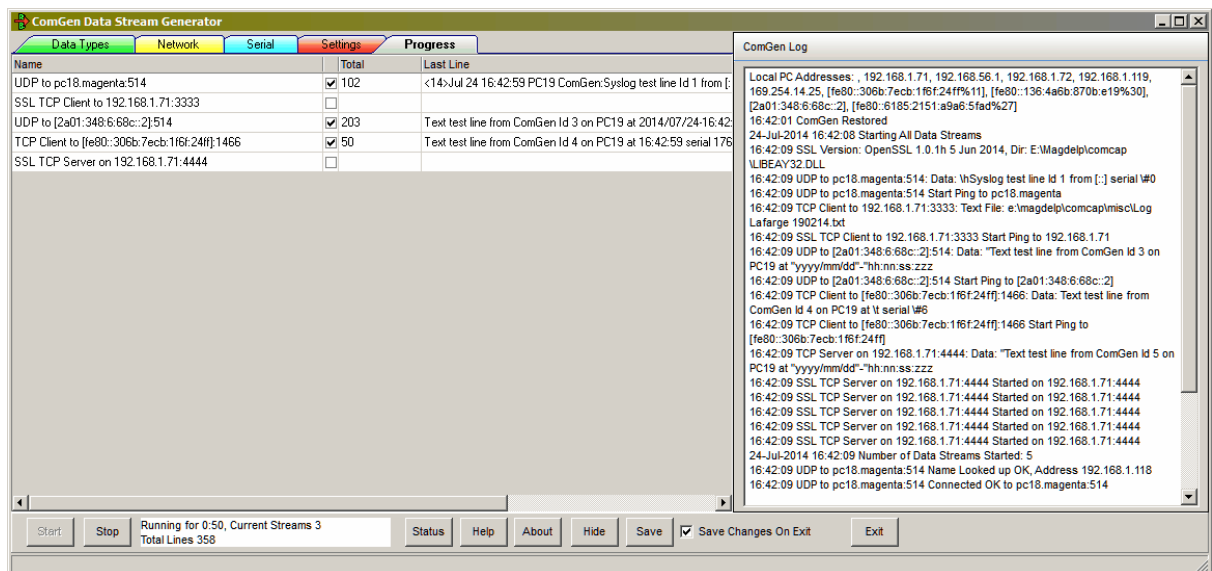 ComGen Data Stream Generator
Data Types Network Serial Settings Progress
Name Total Last Line
UDP to pc18.magenta:514 102 <14>Jul 24 16:42:59 PC19 ComGen:Syslog test line Id 1 from [:
SSL TCP Client to 192.168.1.71:3333
UDP to [2a01:348:6:68c::2]:514 203 Text test line from ComGen Id 3 on PC19 at 2014/07/24-16:42:
TCP Client to [fe80::306b:7ecb:1f6f:24ff]:1466 50 Text test line from ComGen Id 4 on PC19 at 16:42:59 serial 176
SSL TCP Server on 192.168.1.71:4444
ComGen Log
Local PC Addresses: , 192.168.1.71, 192.168.56.1, 192.168.1.72, 192.168.1.119,
169.254.14.25, [fe80::306b:7ecb:1f6f:24ff%11], [fe80::136:4a6b:870b:e19%30],
[2a01:348:6:68c::2], [fe80::6185:2151:a9a6:5fad%27]
16:42:01 ComGen Restored
24-Jul-2014 16:42:08 Starting All Data Streams
16:42:09 SSL Version: OpenSSL 1.0.1h 5 Jun 2014, Dir: E:\Magdelp\comcap
\LIBEAY32.DLL
16:42:09 UDP to pc18.magenta:514: Data: \hSyslog test line Id 1 from [::] serial \#0
16:42:09 UDP to pc18.magenta:514 Start Ping to pc18.magenta
16:42:09 TCP Client to 192.168.1.71:3333: Text File: e:\magdelp\comcap\misc\Log
Lafarge 190214.txt
16:42:09 SSL TCP Client to 192.168.1.71:3333 Start Ping to 192.168.1.71
16:42:09 UDP to [2a01:348:6:68c::2]:514: Data: "Text test line from ComGen Id 3 on
PC19 at "yyyy/mm/dd"-"hh:nn:ss:zzz
16:42:09 UDP to [2a01:348:6:68c::2]:514 Start Ping to [2a01:348:6:68c::2]
16:42:09 TCP Client to [fe80::306b:7ecb:1f6f:24ff]:1466: Data: Text test line from
ComGen Id 4 on PC19 at \t serial \#6
16:42:09 TCP Client to [fe80::306b:7ecb:1f6f:24ff]:1466 Start Ping to
[fe80::306b:7ecb:1f6f:24ff]
16:42:09 TCP Server on 192.168.1.71:4444: Data: "Text test line from ComGen Id 5 on
PC19 at "yyyy/mm/dd"-"hh:nn:ss:zzz
16:42:09 SSL TCP Server on 192.168.1.71:4444 Started on 192.168.1.71:4444
16:42:09 SSL TCP Server on 192.168.1.71:4444 Started on 192.168.1.71:4444
16:42:09 SSL TCP Server on 192.168.1.71:4444 Started on 192.168.1.71:4444
16:42:09 SSL TCP Server on 192.168.1.71:4444 Started on 192.168.1.71:4444
16:42:09 SSL TCP Server on 192.168.1.71:4444 Started on 192.168.1.71:4444
24-Jul-2014 16:42:09 Number of Data Streams Started: 5
16:42:09 UDP to pc18.magenta:514 Name Looked up OK, Address 192.168.1.118
16:42:09 UDP to pc18.magenta:514 Connected OK to pc18.magenta:514
Start Stop Running for 0:50, Current Streams 3
Total Lines 358
Status Help About Hide Save Save Changes On Exit Exit